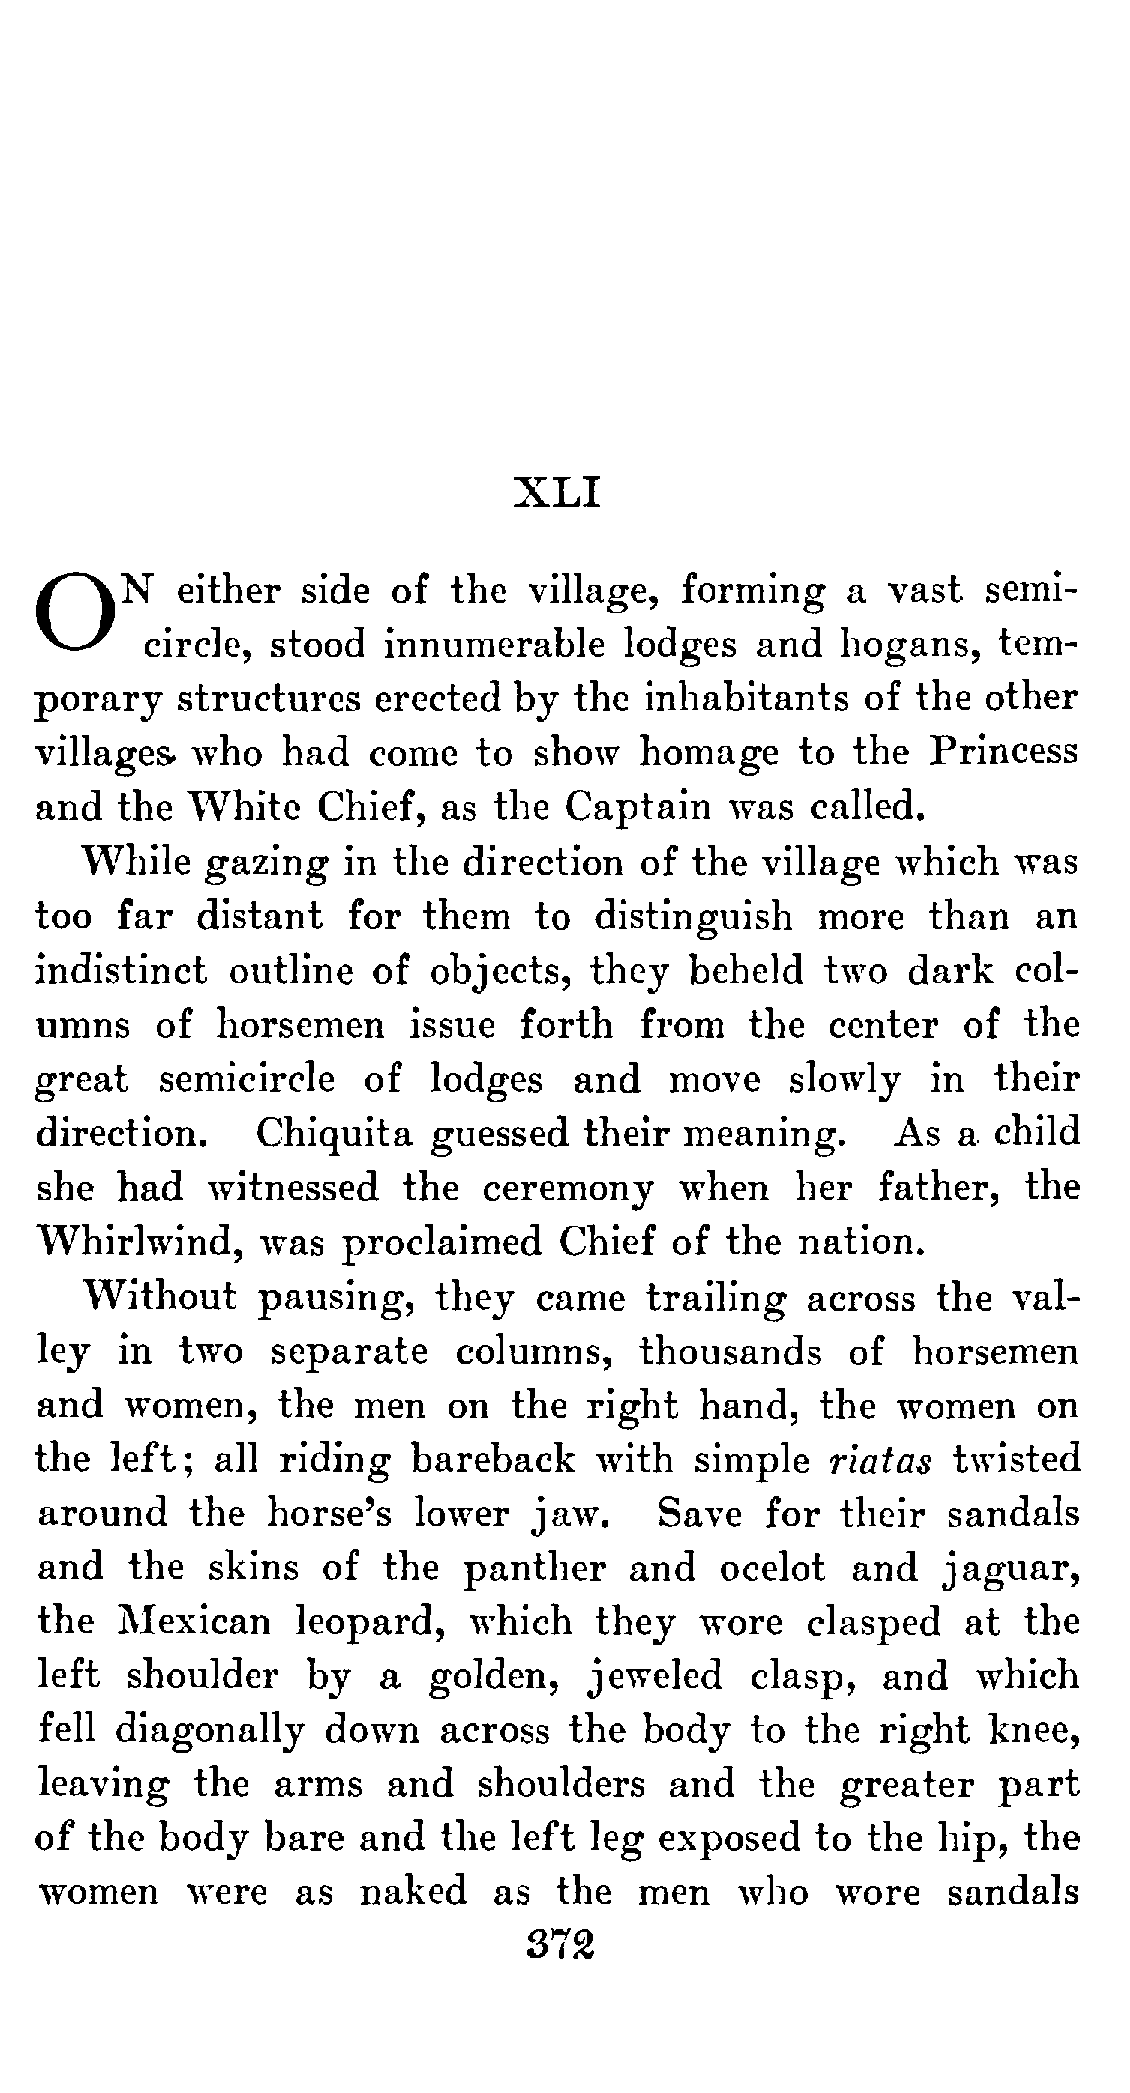 XLI
ON either side of the village, forming a vast semi-
circle, stood innumerable lodges and hogans, tem-
porary structures erected by the inhabitants of the other
villages who had come to show homage to the Princess
and the White Chief, as the Captain was called.
While gazing in the direction of the village which was
too far distant for them to distinguish more than an
indistinct outline of objects, they beheld two dark col-
umns of horsemen issue forth from the center of the
great semicircle of lodges and move slowly in their
direction. Chiquita guessed their meaning. As a child
she had witnessed the ceremony when her father, the
Whirlwind, was proclaimed Chief of the nation.
Without pausing, they came trailing across the val-
ley in two separate columns, thousands of horsemen
and women, the men on the right hand, the women on
the left; all riding bareback with simple riatas twisted
around the horse's lower jaw. Save for their sandals
and the skins of the panther and ocelot and jaguar,
the Mexican leopard, which they wore clasped at the
left shoulder by a golden, jeweled clasp, and which
fell diagonally down across the body to the right knee,
leaving the arms and shoulders and the greater part
of the body bare and the left leg exposed to the hip, the
women were as naked as the men who wore sandals
372